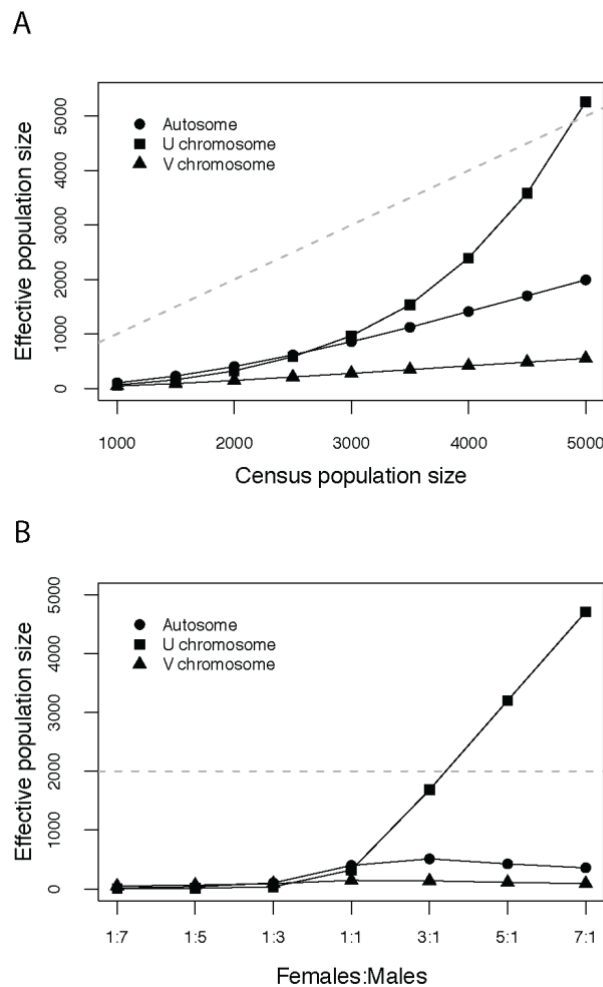 A
Effective population size
5000
4000
3000
2000
1000
0
Autosome
U chromosome
V chromosome
1000 2000 3000 4000 5000
Census population size
B
Effective population size
5000
4000
3000
2000
1000
0
Autosome
U chromosome
V chromosome
1:7 1:5 1:3 1:1 3:1 5:1 7:1
Females:Males